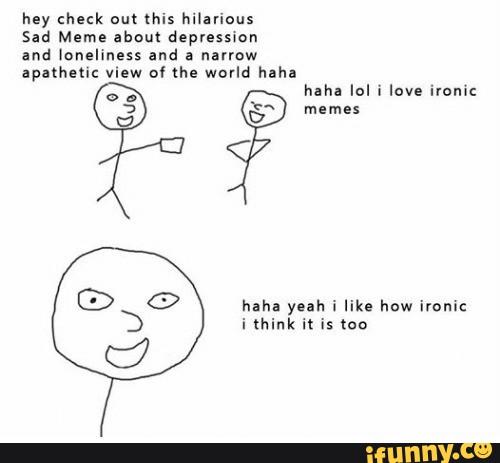 hey check out this hilarious
Sad Meme about depression
and loneliness and a narrow
apathetic view of the world haha
haha lol i love ironic
memes
haha yeah i like how ironic
i think it is too
ifunny.co